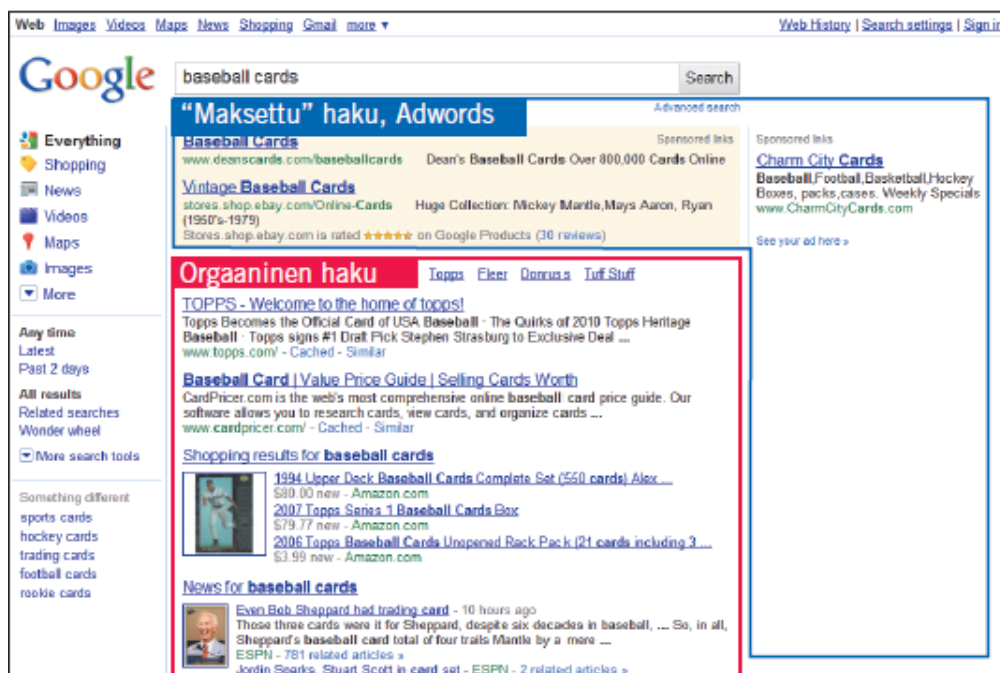 Web Images Videos Maps News Shopping Gmail more ▼
Web History | Search settings | Sign in
Google
baseball cards
Search
Advanced search
"Maksettu" haku, Adwords
Everything
Shopping
News
Videos
Maps
Images
More
Any time
Latest
Past 2 days
All results
Related searches
Wonder wheel
More search tools
Something different
sports cards
hockey cards
trading cards
football cards
rookie cards
Baseball Cards
Sponsored links
www.deanscards.com/baseballcards Dean's Baseball Cards Over 800,000 Cards Online
Vintage Baseball Cards
stores.shop.ebay.com/Online-Cards Huge Collection: Mickey Mantle,Mays Aaron, Ryan
(1950's-1979)
Stores.shop.ebay.com is rated ★★★★★ on Google Products (30 reviews)
Sponsored links
Charm City Cards
Baseball,Football,Basketball,Hockey
Boxes, packs,cases. Weekly Specials
www.CharmCityCards.com
See your ad here »
Orgaaninen haku
Topps Fleer Donruss Tuff Stuff
TOPPS - Welcome to the home of topps!
Topps Becomes the Official Card of USA Baseball · The Quirks of 2010 Topps Heritage
Baseball · Topps signs #1 Draft Pick Stephen Strasburg to Exclusive Deal ...
www.topps.com/ - Cached - Similar
Baseball Card | Value Price Guide | Selling Cards Worth
CardPricer.com is the web's most comprehensive online baseball card price guide. Our
software allows you to research cards, view cards, and organize cards ...
www.cardpricer.com/ - Cached - Similar
Shopping results for baseball cards
1994 Upper Deck Baseball Cards Complete Set (550 cards) Alex ...
$80.00 new - Amazon.com
2007 Topps Series 1 Baseball Cards Box
$79.77 new - Amazon.com
2006 Topps Baseball Cards Unopened Rack Pack (21 cards including 3 ...
$3.99 new - Amazon.com
News for baseball cards
Even Bob Sheppard had trading card - 10 hours ago
Those three cards were it for Sheppard, despite six decades in baseball, .... So, in all,
Sheppard's baseball card total of four trails Mantle by a mere ...
ESPN - 781 related articles »
Jordin Sparks, Stuart Scott in card set - ESPN - 2 related articles »